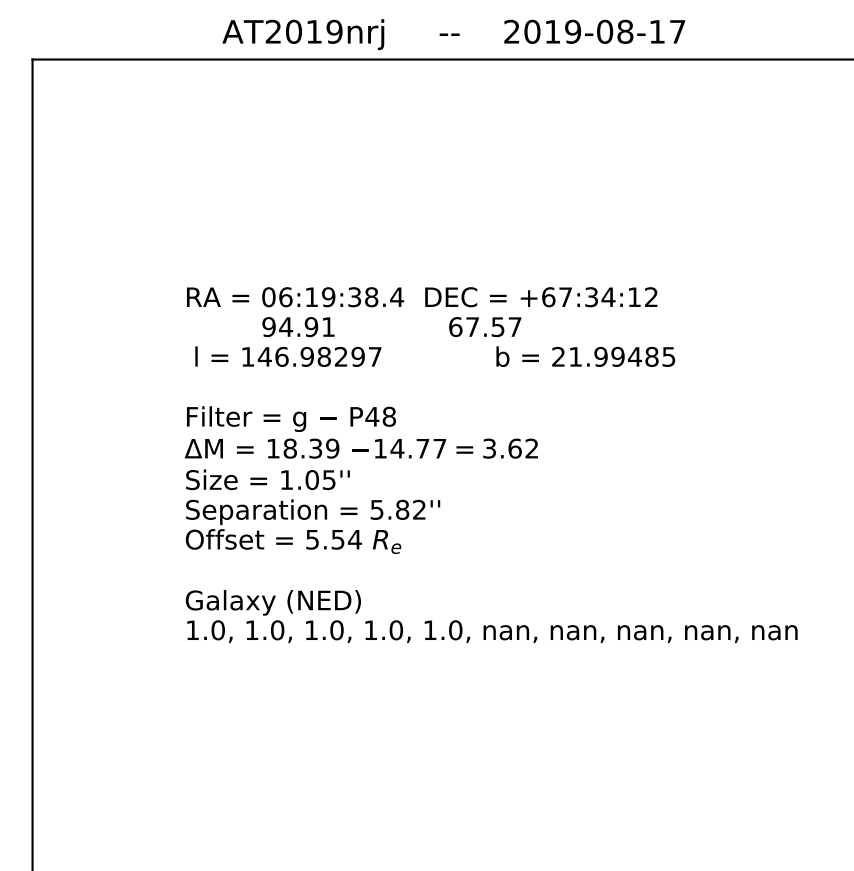 AT2019nrj -- 2019-08-17
RA = 06:19:38.4 DEC = +67:34:12
94.91 67.57
l = 146.98297 b = 21.99485
Filter = g − P48
ΔM = 18.39 −14.77 = 3.62
Size = 1.05''
Separation = 5.82''
Offset = 5.54 Rₑ
Galaxy (NED)
1.0, 1.0, 1.0, 1.0, 1.0, nan, nan, nan, nan, nan